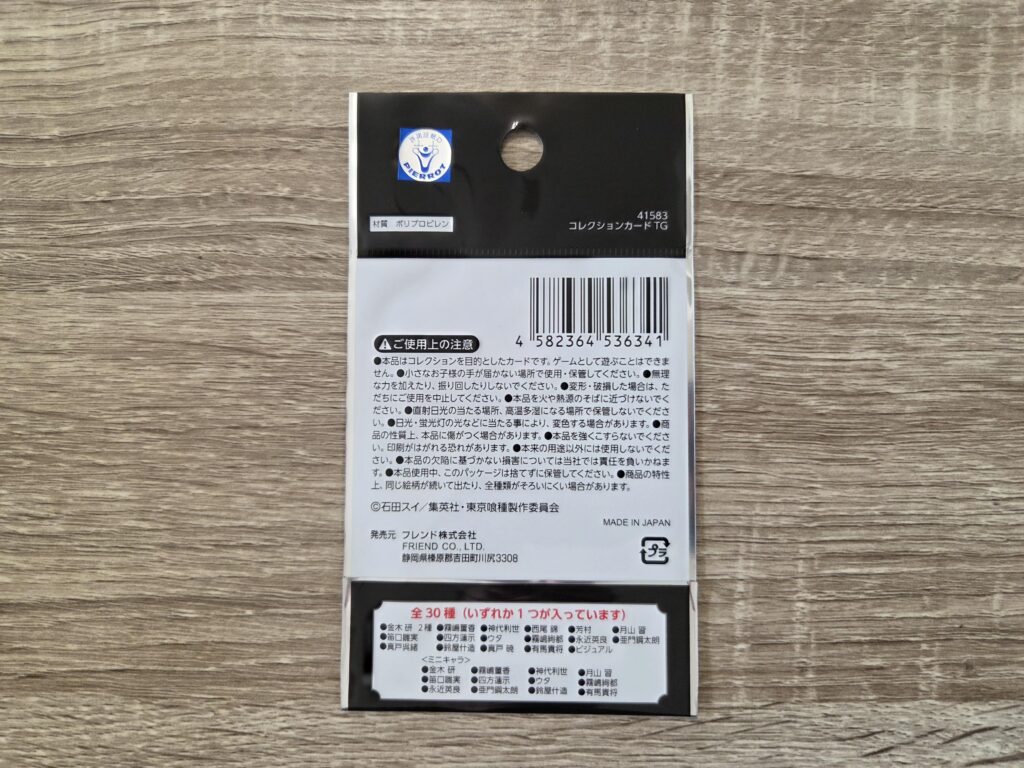 PIERROT
41583
材質 ポリプロピレン
コレクションカード TG
4 582364 536341
ご使用上の注意
●本品はコレクションを目的としたカードです。ゲームとして遊ぶことはできま
せん。●小さなお子様の手が届かない場所で使用・保管してください。●無理
な力を加えたり、振り回したりしないでください。●変形・破損した場合は、た
だちにご使用を中止してください。●本品を火や熱源のそばに近づけないでく
ださい。●直射日光の当たる場所、高温多湿になる場所で保管しないでくださ
い。●日光・蛍光灯の光などに当たる事により、変色する場合があります。●商
品の性質上、本品に傷がつく場合があります。●本品を強くこすらないでくださ
い。印刷がはがれる恐れがあります。●本来の用途以外には使用しないでくだ
さい。●本品の欠陥に基づかない損害については当社では責任を負いかねま
す。●本品使用中、このパッケージは捨てずに保管してください。●商品の特性
上、同じ絵柄が続いて出たり、全種類がそろいにくい場合があります。
©石田スイ／集英社・東京喰種製作委員会
MADE IN JAPAN
発売元 フレンド株式会社
FRIEND CO., LTD.
静岡県榛原郡吉田町川尻3308
プラ
全30種（いずれか1つが入っています）
●金木 研 2種 ●霧嶋董香 ●神代利世 ●西尾 錦 ●芳村 ●月山 習
●笛口雛実 ●四方蓮示 ●ウタ ●霧嶋絢都 ●永近英良 ●亜門鋼太朗
●真戸呉緒 ●鈴屋什造 ●真戸 暁 ●有馬貴将 ●ビジュアル
＜ミニキャラ＞
●金木 研 ●霧嶋董香 ●神代利世 ●月山 習
●笛口雛実 ●四方蓮示 ●ウタ ●霧嶋絢都
●永近英良 ●亜門鋼太朗 ●鈴屋什造 ●有馬貴将